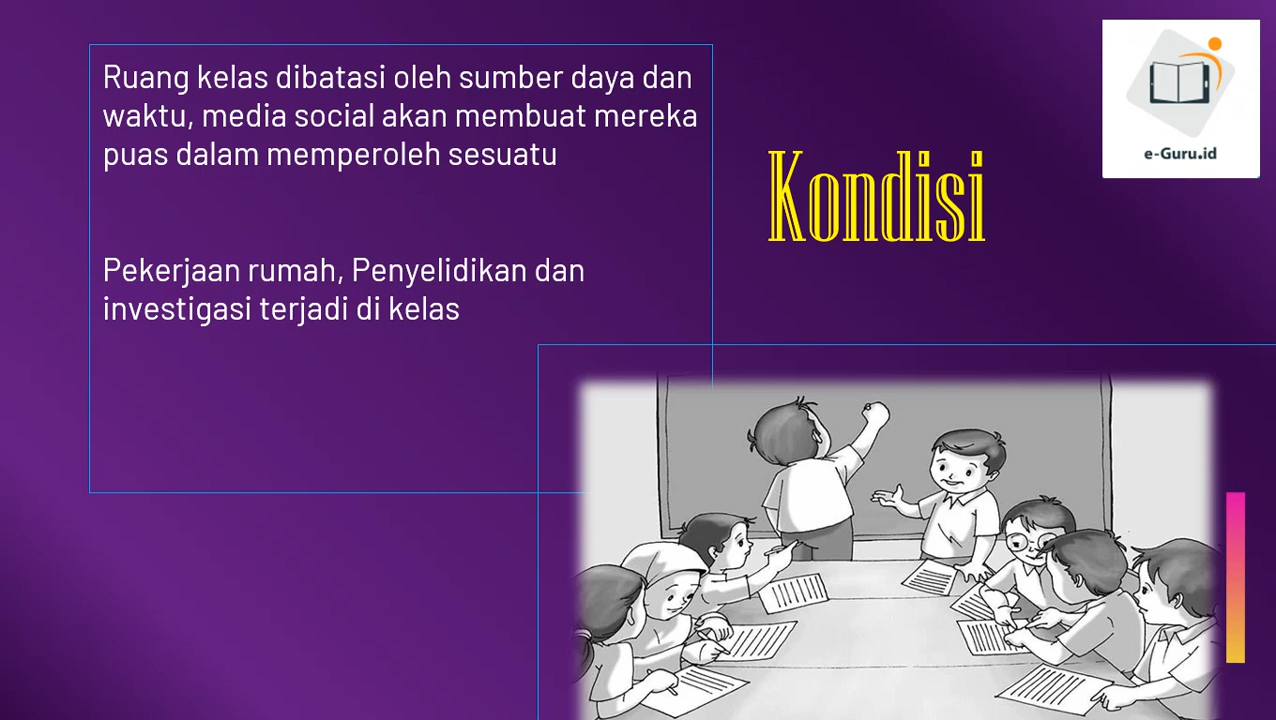 Ruang kelas dibatasi oleh sumber daya dan
waktu, media social akan membuat mereka
puas dalam memperoleh sesuatu
Pekerjaan rumah, Penyelidikan dan
investigasi terjadi di kelas
Kondisi
e-Guru.id